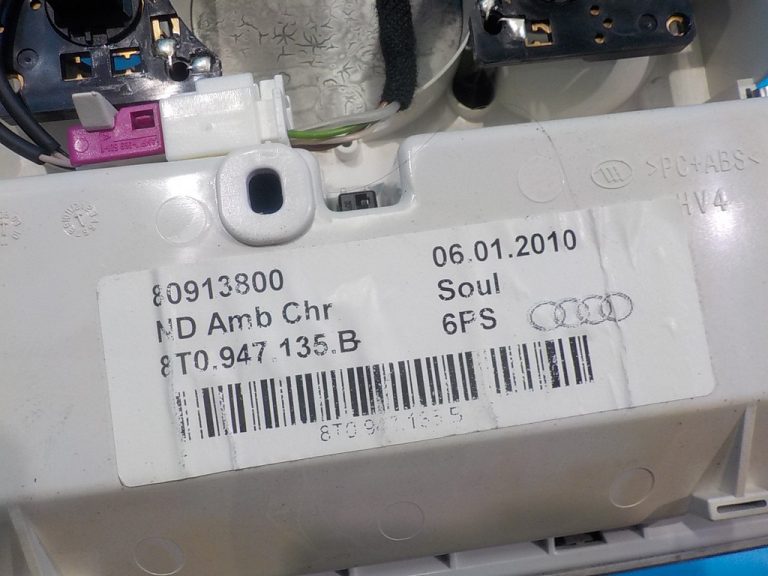 >PC+ABS<
HV4
80913800
06.01.2010
ND Amb Chr
Soul
8T0.947.135.B
6PS